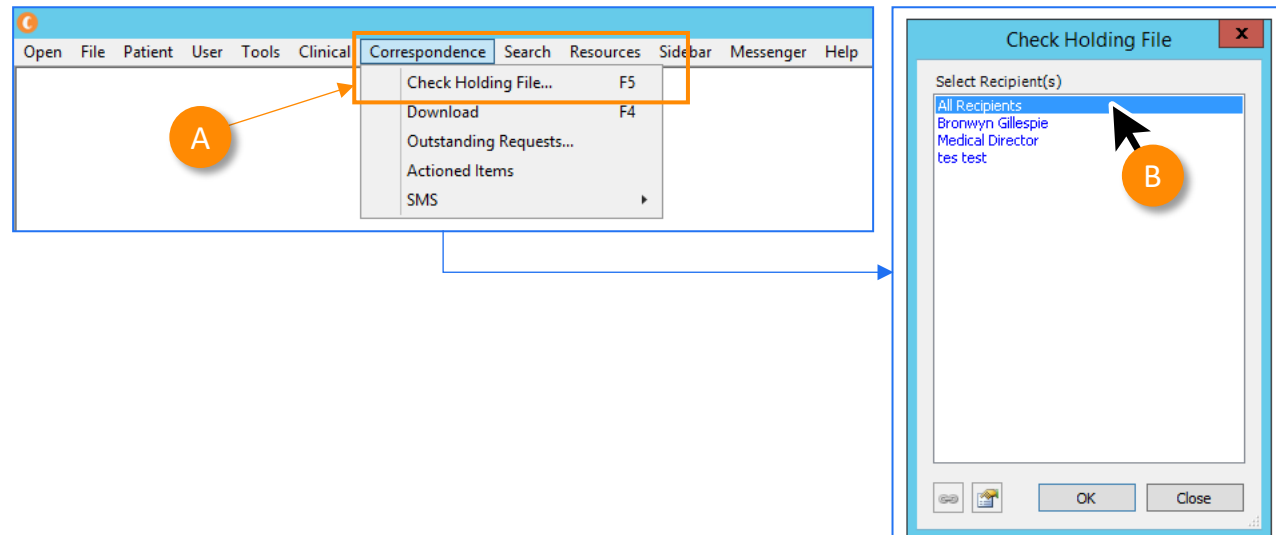 Open File Patient User Tools Clinical Correspondence Search Resources Sidebar Messenger Help
Check Holding File... F5
Download F4
Outstanding Requests...
Actioned Items
SMS
A
Check Holding File x
Select Recipient(s)
All Recipients
Bronwyn Gillespie
Medical Director
tes test
B
OK Close